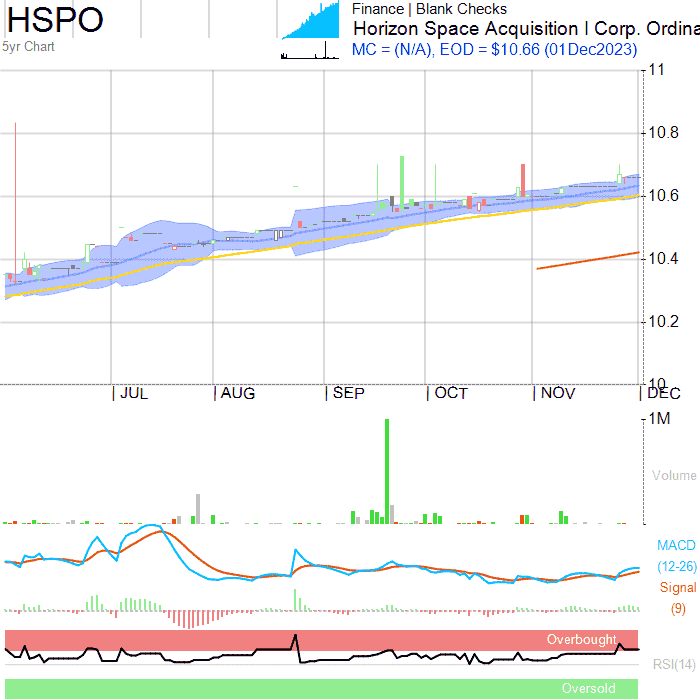 HSPO
5yr Chart
Finance | Blank Checks
Horizon Space Acquisition I Corp. Ordina
MC = (N/A), EOD = $10.66 (01Dec2023)
11
10.8
10.6
10.4
10.2
10
JUL AUG SEP OCT NOV DEC
1M
Volume
MACD
(12-26)
Signal
(9)
Overbought
RSI(14)
Oversold